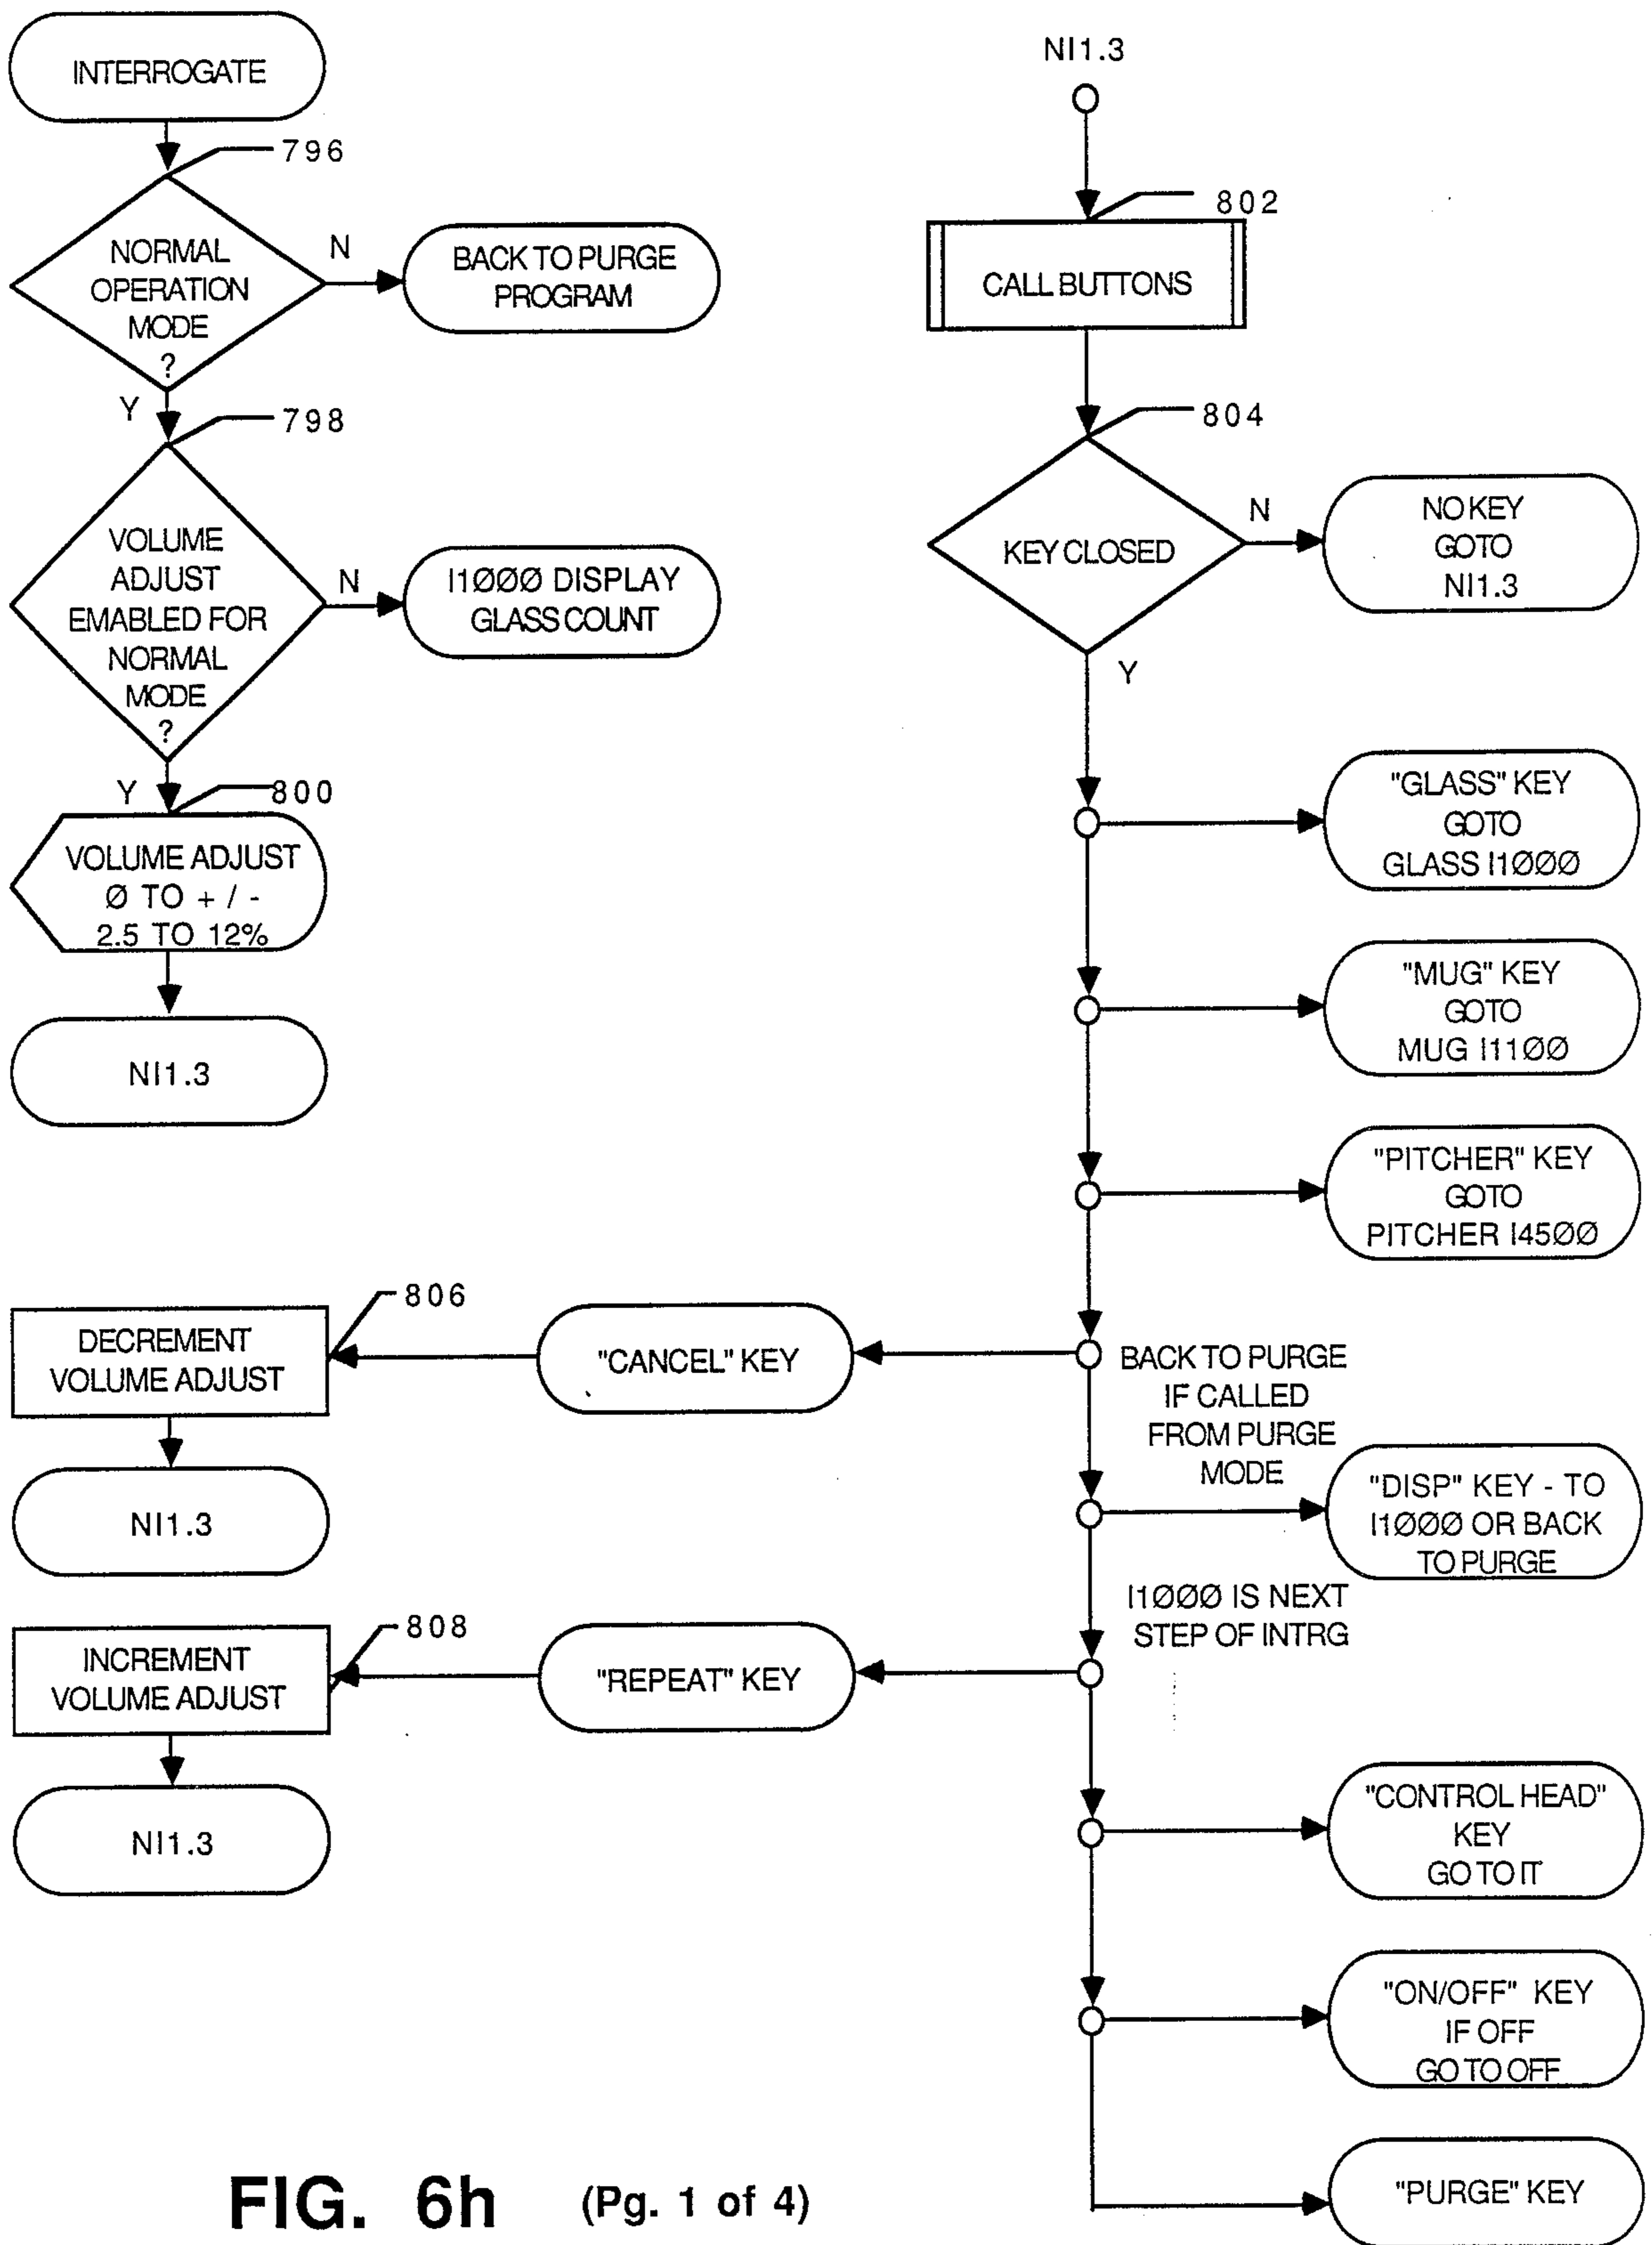 INTERROGATE
796
NORMAL
OPERATION
MODE
?
N
BACK TO PURGE
PROGRAM
Y
798
VOLUME
ADJUST
EMABLED FOR
NORMAL
MODE
?
N
I1ØØØ DISPLAY
GLASS COUNT
Y
800
VOLUME ADJUST
Ø TO + / -
2.5 TO 12%
NI1.3
NI1.3
802
CALL BUTTONS
804
KEY CLOSED
N
NO KEY
GOTO
NI1.3
Y
"GLASS" KEY
GOTO
GLASS I1ØØØ
"MUG" KEY
GOTO
MUG I11ØØ
"PITCHER" KEY
GOTO
PITCHER I45ØØ
806
DECREMENT
VOLUME ADJUST
"CANCEL" KEY
NI1.3
BACK TO PURGE
IF CALLED
FROM PURGE
MODE
"DISP" KEY - TO
I1ØØØ OR BACK
TO PURGE
I1ØØØ IS NEXT
STEP OF INTRG
808
INCREMENT
VOLUME ADJUST
"REPEAT" KEY
NI1.3
"CONTROL HEAD"
KEY
GO TO IT
"ON/OFF" KEY
IF OFF
GO TO OFF
"PURGE" KEY
FIG. 6h (Pg. 1 of 4)